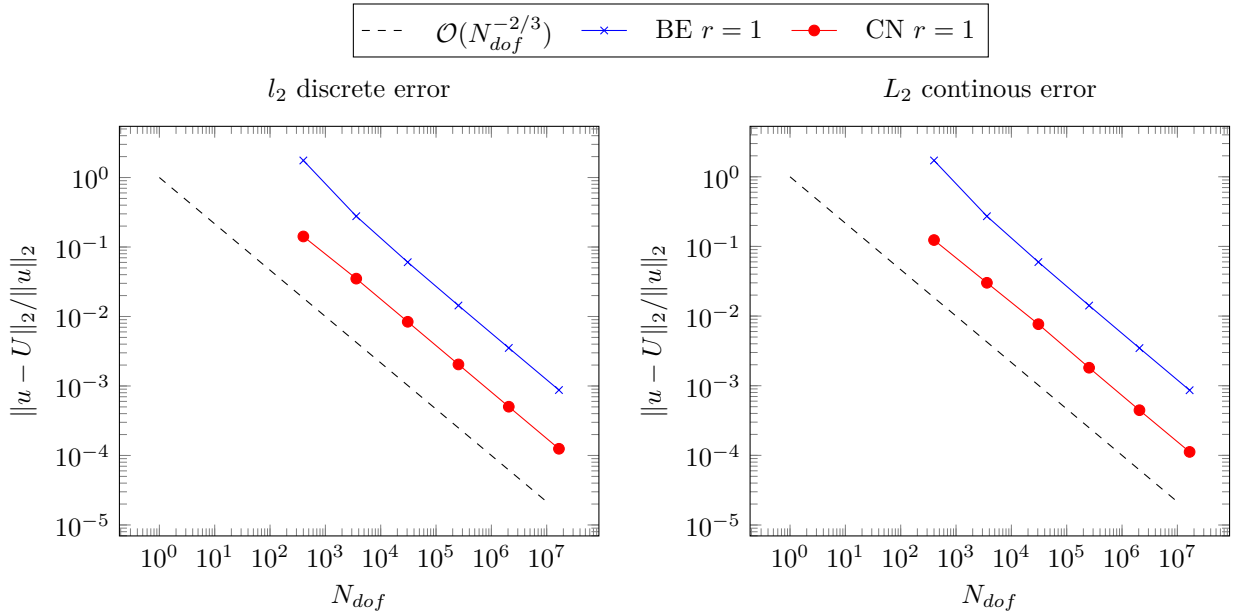 $\mathcal{O}(N_{dof}^{-2/3})$ BE $r = 1$ CN $r = 1$
$l_2$ discrete error
$10^0$
$10^{-1}$
$10^{-2}$
$10^{-3}$
$10^{-4}$
$10^{-5}$
$\|u - U\|_2/\|u\|_2$
$10^0$ $10^1$ $10^2$ $10^3$ $10^4$ $10^5$ $10^6$ $10^7$
$N_{dof}$
$L_2$ continous error
$10^0$
$10^{-1}$
$10^{-2}$
$10^{-3}$
$10^{-4}$
$10^{-5}$
$\|u - U\|_2/\|u\|_2$
$10^0$ $10^1$ $10^2$ $10^3$ $10^4$ $10^5$ $10^6$ $10^7$
$N_{dof}$